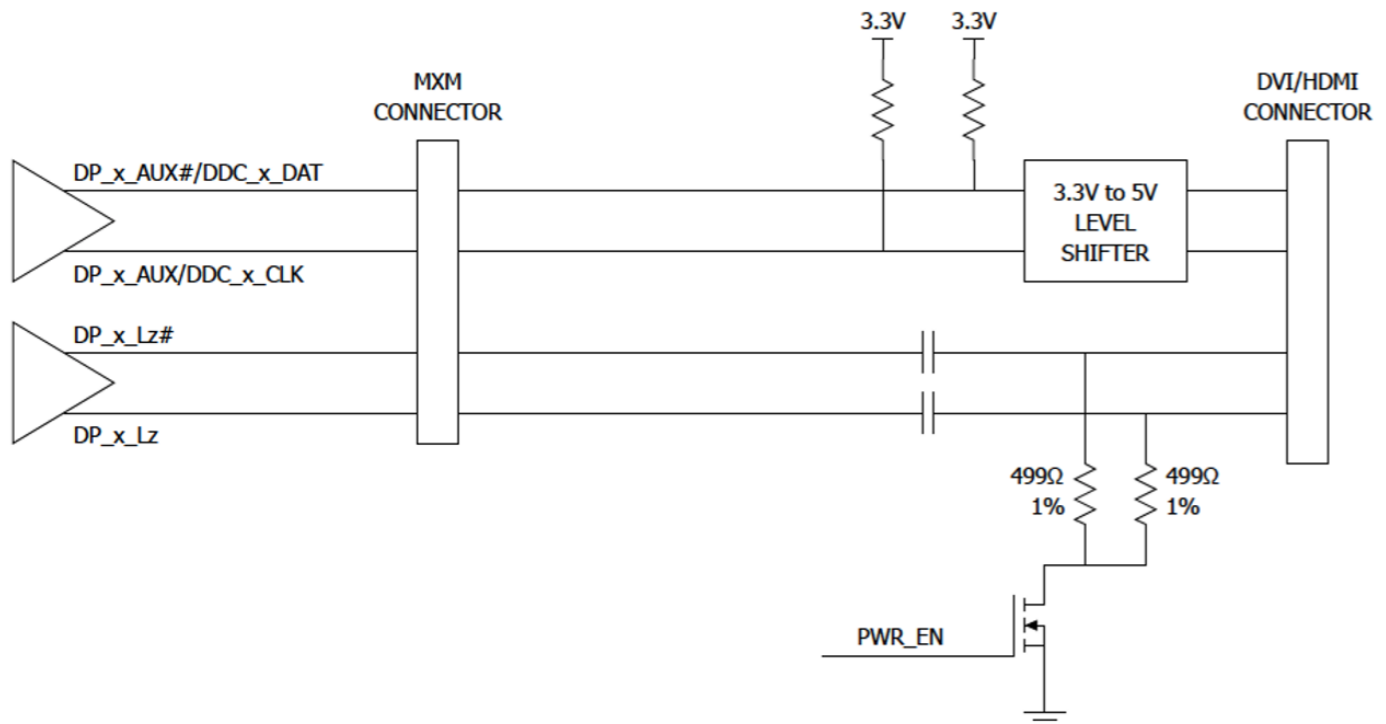 3.3V
3.3V
MXM
CONNECTOR
DVI/HDMI
CONNECTOR
DP_x_AUX#/DDC_x_DAT
3.3V to 5V
LEVEL
SHIFTER
DP_x_AUX/DDC_x_CLK
DP_x_Lz#
DP_x_Lz
499Ω
1%
499Ω
1%
PWR_EN